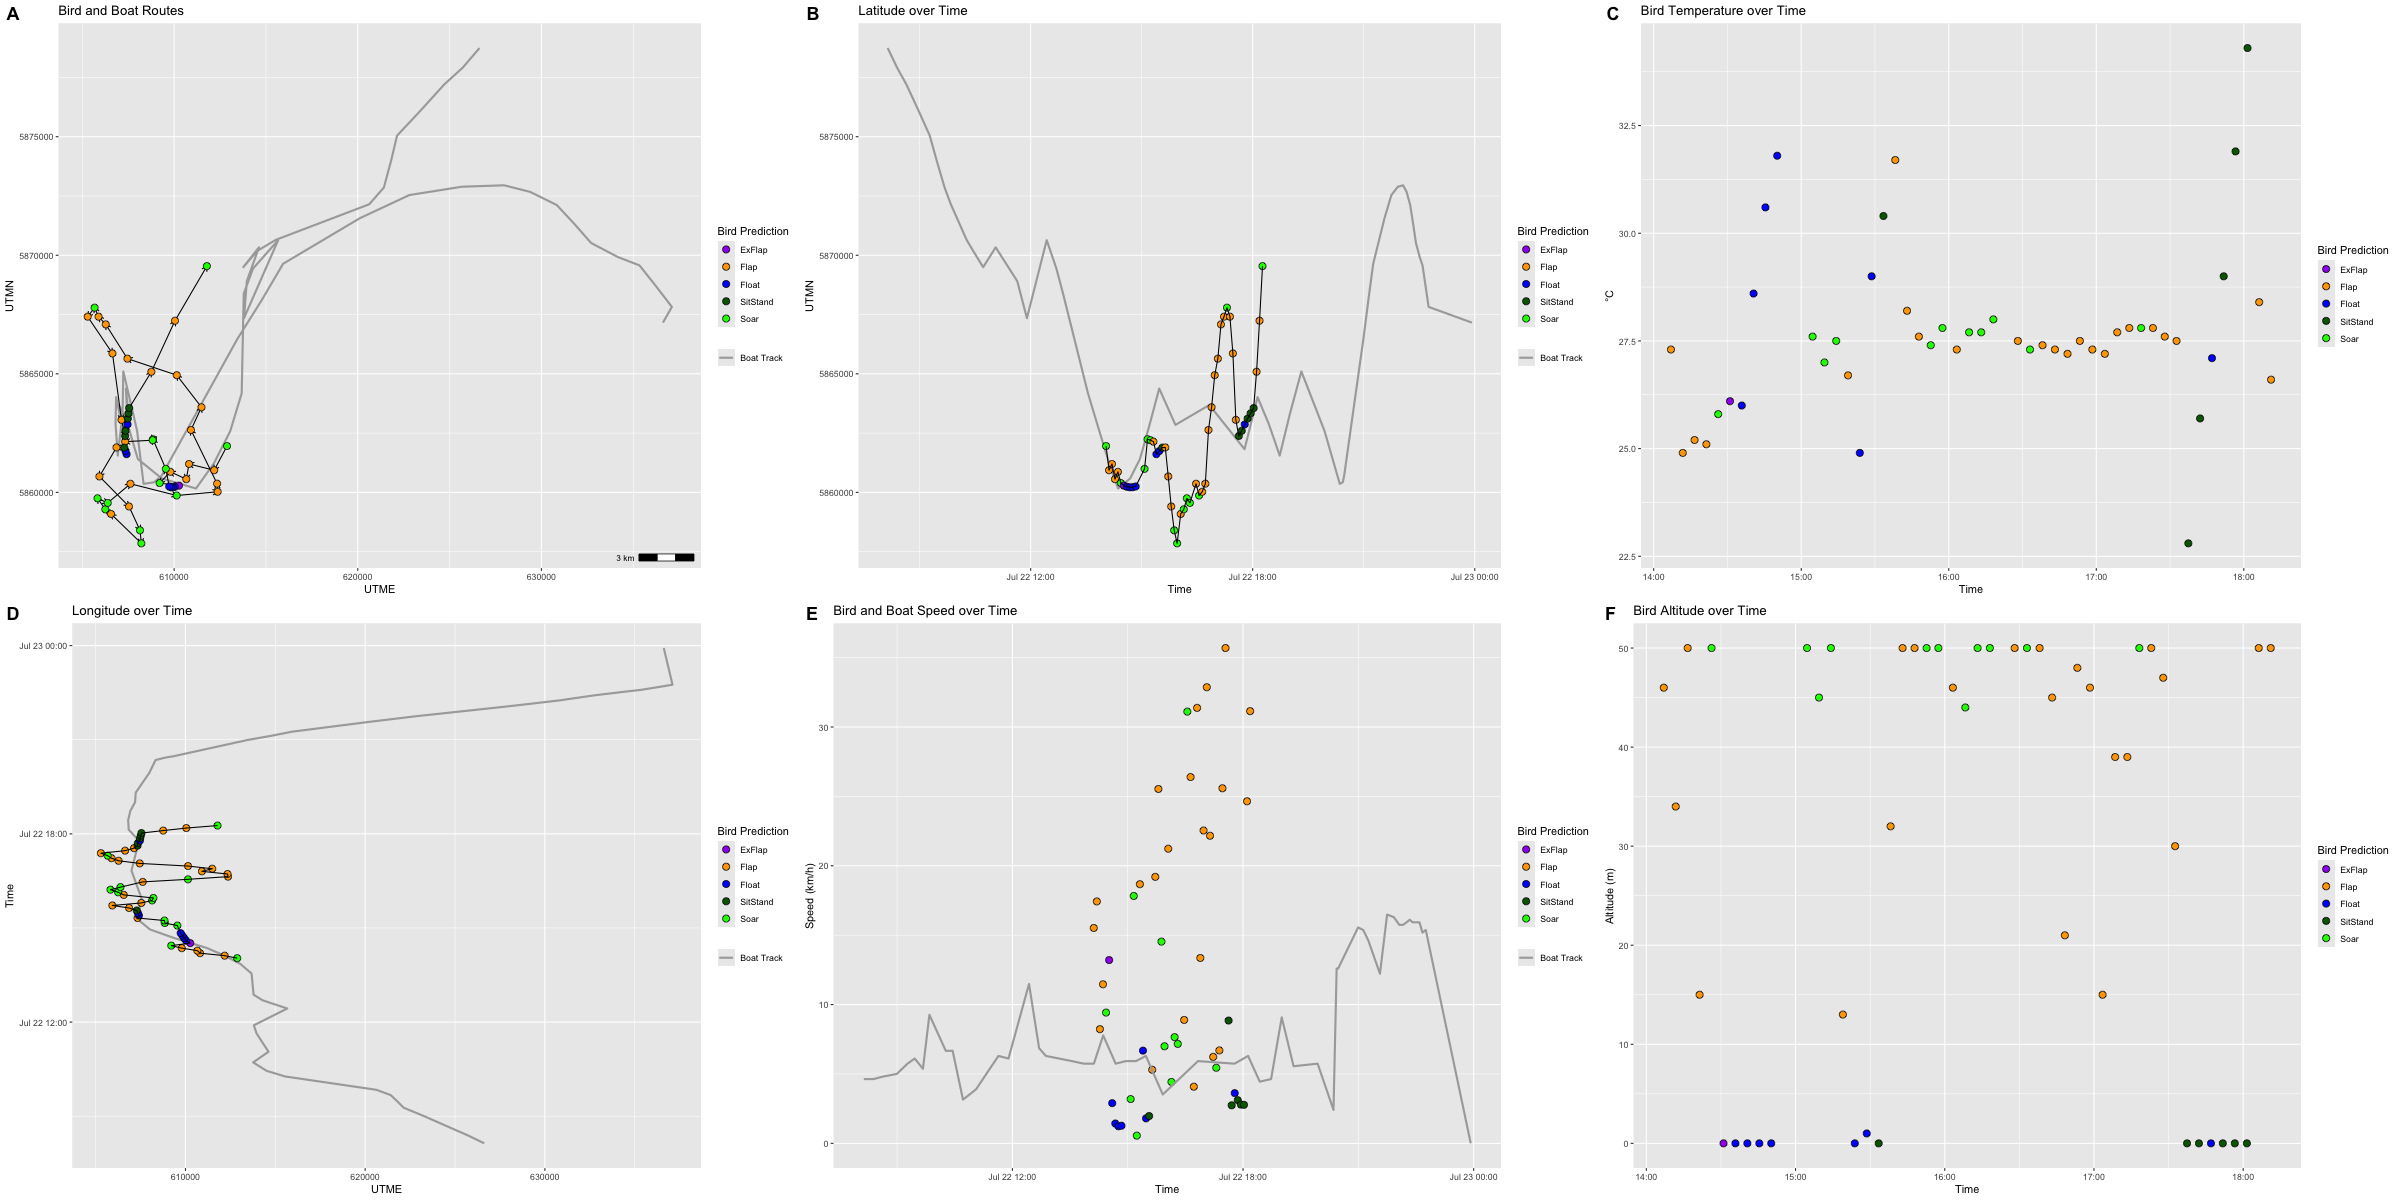 A Bird and Boat Routes
5875000
5870000
5865000
5860000
UTMN
610000 620000 630000
UTME
3 km
Bird Prediction
ExFlap
Flap
Float
SitStand
Soar
Boat Track
B Latitude over Time
5875000
5870000
5865000
5860000
UTMN
Jul 22 12:00 Jul 22 18:00 Jul 23 00:00
Time
Bird Prediction
ExFlap
Flap
Float
SitStand
Soar
Boat Track
C Bird Temperature over Time
32.5
30.0
27.5
25.0
22.5
°C
14:00 15:00 16:00 17:00 18:00
Time
Bird Prediction
ExFlap
Flap
Float
SitStand
Soar
D Longitude over Time
Jul 23 00:00
Jul 22 18:00
Jul 22 12:00
Time
610000 620000 630000
UTME
Bird Prediction
ExFlap
Flap
Float
SitStand
Soar
Boat Track
E Bird and Boat Speed over Time
30
20
10
0
Speed (km/h)
Jul 22 12:00 Jul 22 18:00 Jul 23 00:00
Time
Bird Prediction
ExFlap
Flap
Float
SitStand
Soar
Boat Track
F Bird Altitude over Time
50
40
30
20
10
0
Altitude (m)
14:00 15:00 16:00 17:00 18:00
Time
Bird Prediction
ExFlap
Flap
Float
SitStand
Soar